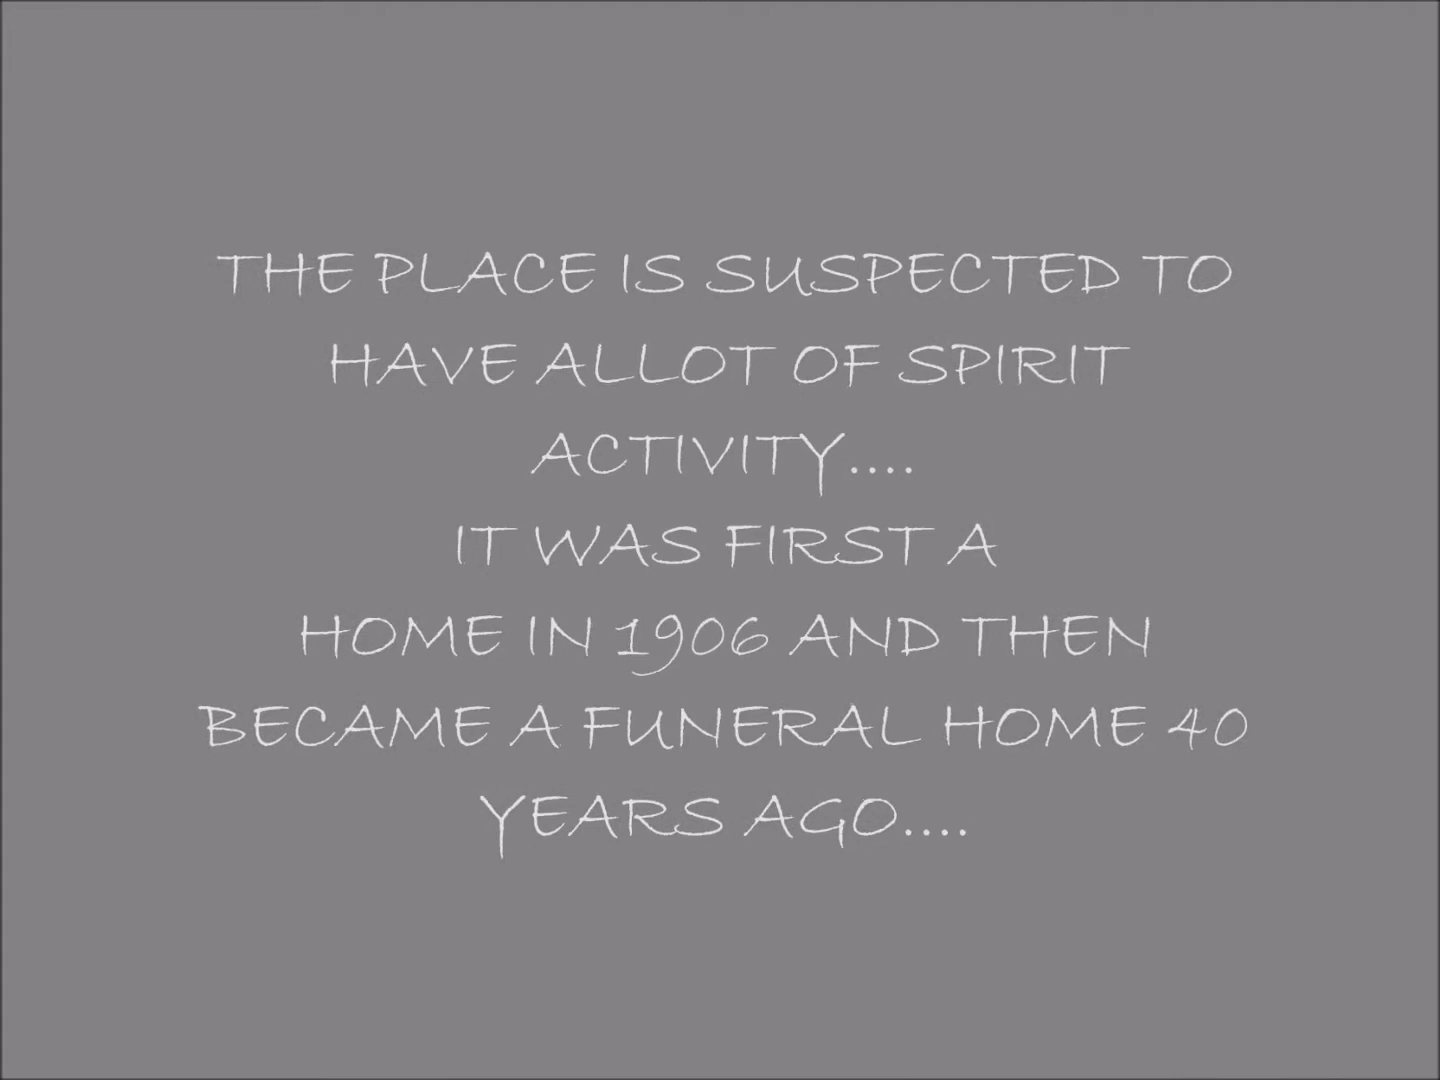 THE PLACE IS SUSPECTED TO
HAVE ALLOT OF SPIRIT
ACTIVITY....
IT WAS FIRST A
HOME IN 1906 AND THEN
BECAME A FUNERAL HOME 40
YEARS AGO....